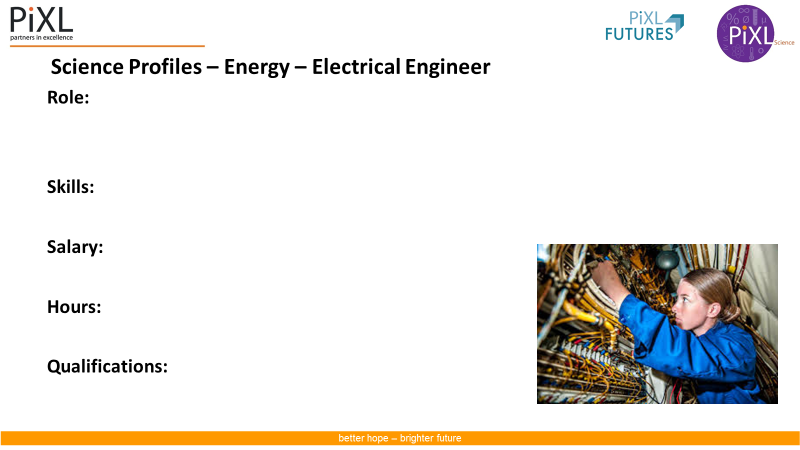 PiXL
partners in excellence
PiXL
FUTURES
PiXL
Science
Science Profiles – Energy – Electrical Engineer
Role:
Skills:
Salary:
Hours:
Qualifications:
better hope – brighter future